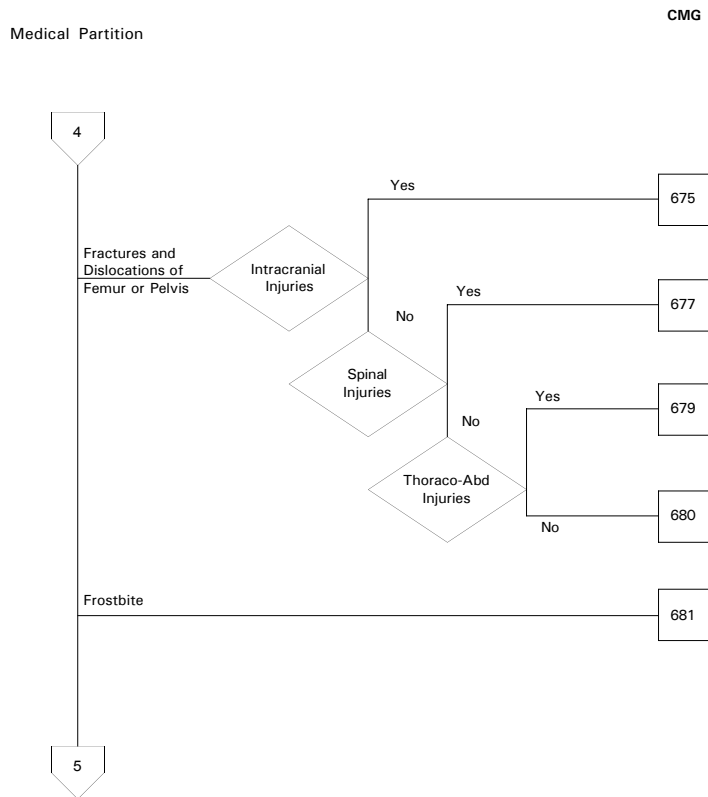 CMG
Medical Partition
4
Yes
675
Fractures and
Dislocations of
Femur or Pelvis
Intracranial
Injuries
Yes
677
No
Spinal
Injuries
Yes
679
No
Thoraco-Abd
Injuries
No
680
Frostbite
681
5